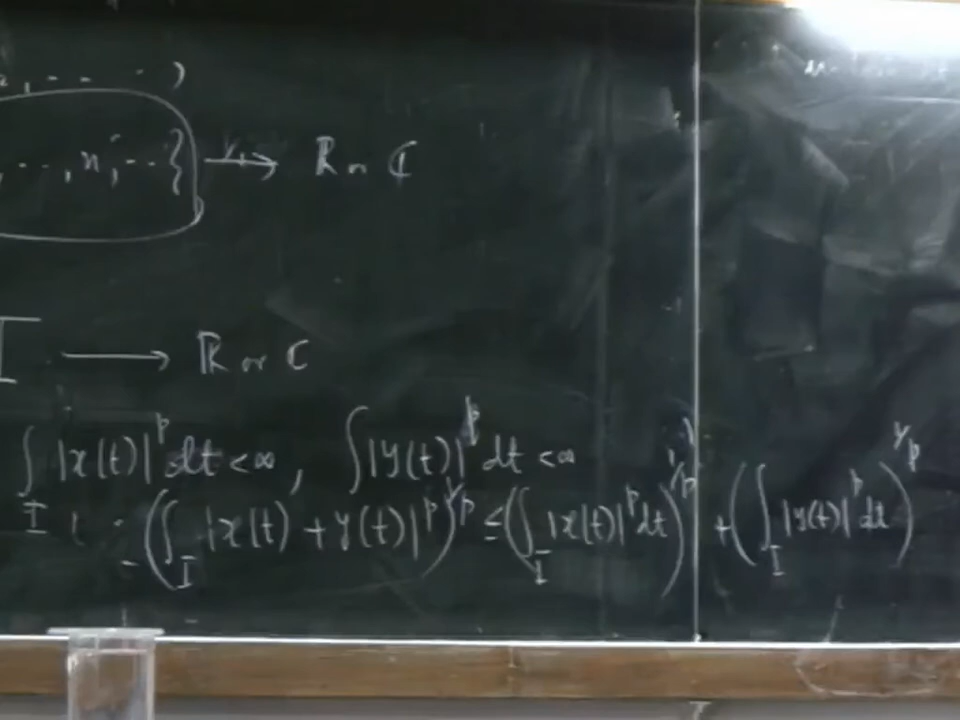 , - - · )
, - · · , n, · - · } → ℝ or ℂ
I → ℝ or ℂ
∫_I |x(t)|^p dt < ∞, ∫ |y(t)|^p dt < ∞
(∫_I |x(t) + y(t)|^p)^{1/p} ≤ (∫_I |x(t)|^p dt)^{1/p} + (∫_I |y(t)|^p dt)^{1/p}